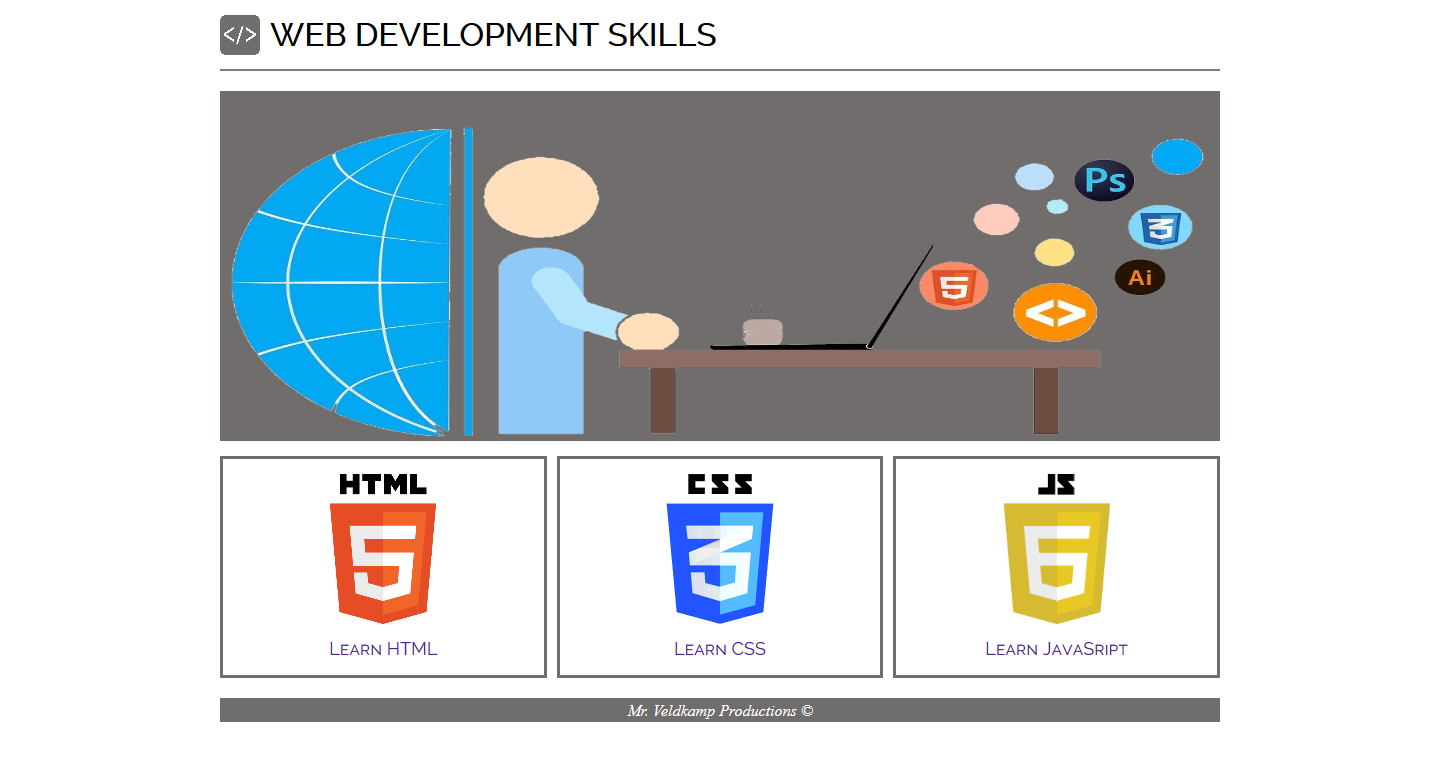 </> WEB DEVELOPMENT SKILLS
Ps
Ai
<>
HTML
CSS
JS
Learn HTML
Learn CSS
Learn JavaSript
Mr. Veldkamp Productions ©